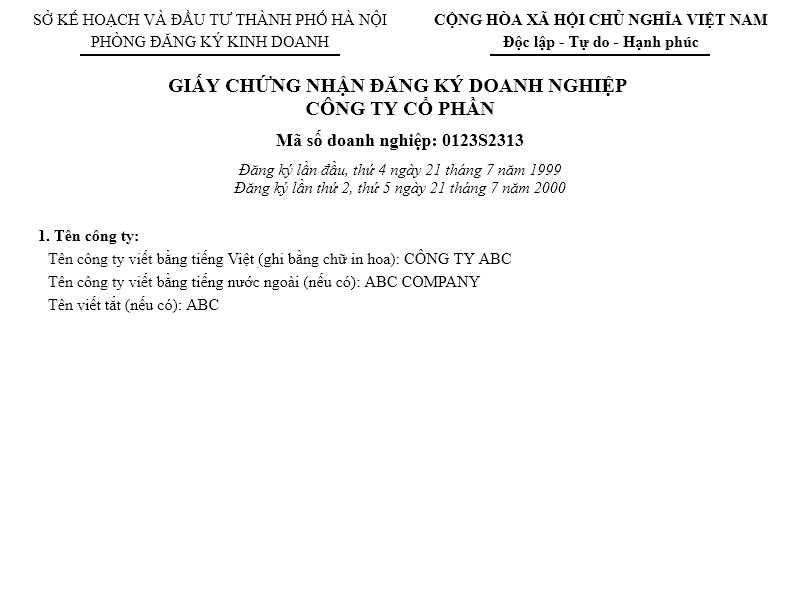 SỞ KẾ HOẠCH VÀ ĐẦU TƯ THÀNH PHỐ HÀ NỘI
PHÒNG ĐĂNG KÝ KINH DOANH
CỘNG HÒA XÃ HỘI CHỦ NGHĨA VIỆT NAM
Độc lập - Tự do - Hạnh phúc
GIẤY CHỨNG NHẬN ĐĂNG KÝ DOANH NGHIỆP
CÔNG TY CỔ PHẦN
Mã số doanh nghiệp: 0123S2313
Đăng ký lần đầu, thứ 4 ngày 21 tháng 7 năm 1999
Đăng ký lần thứ 2, thứ 5 ngày 21 tháng 7 năm 2000
1. Tên công ty:
Tên công ty viết bằng tiếng Việt (ghi bằng chữ in hoa): CÔNG TY ABC
Tên công ty viết bằng tiếng nước ngoài (nếu có): ABC COMPANY
Tên viết tắt (nếu có): ABC